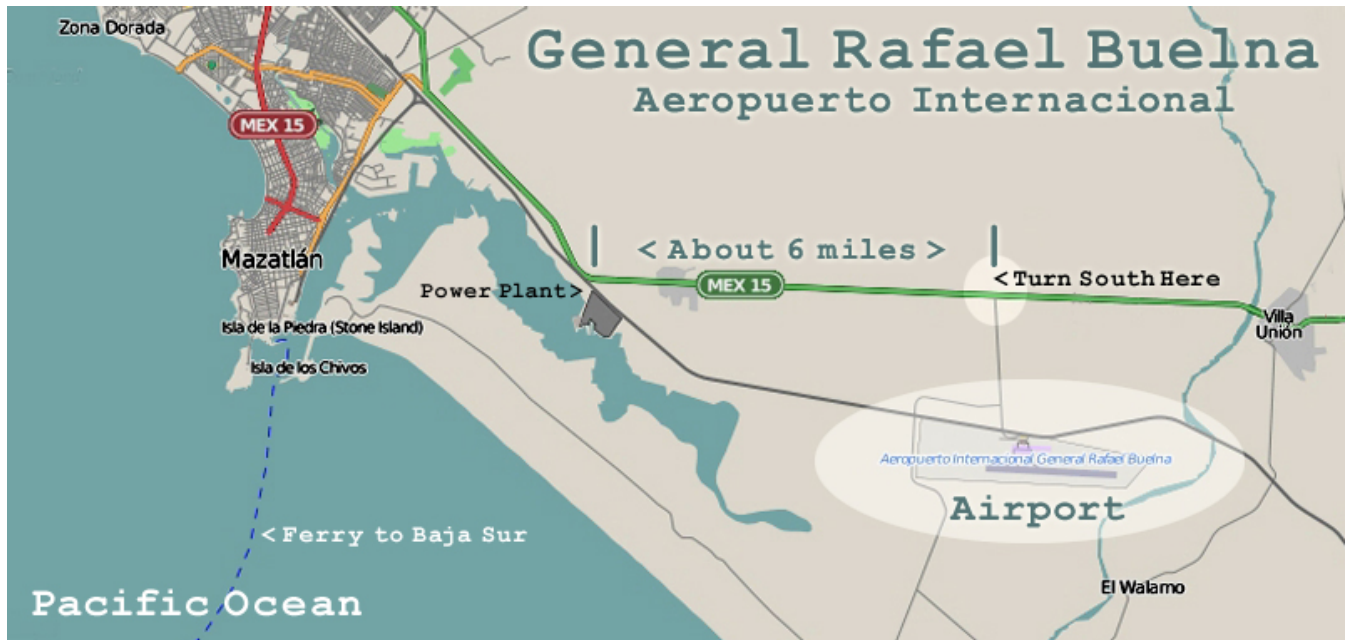 Zona Dorada
General Rafael Buelna
Aeropuerto Internacional
MEX 15
< About 6 miles >
Mazatlán
Power Plant >
MEX 15
< Turn South Here
Isla de la Piedra (Stone Island)
Villa
Unión
Isla de los Chivos
Aeropuerto Internacional General Rafael Buelna
Airport
< Ferry to Baja Sur
El Walamo
Pacific Ocean